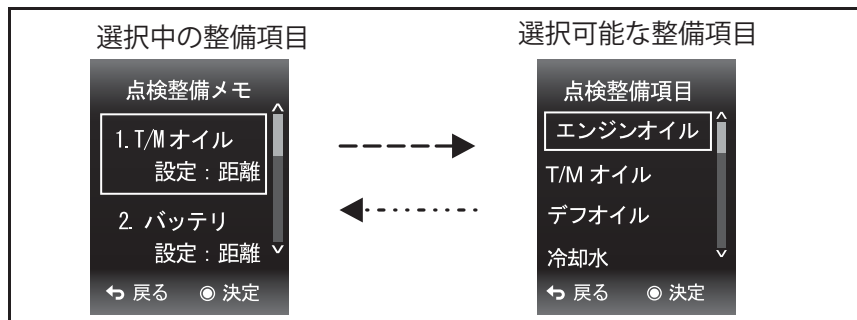 選択中の整備項目
点検整備メモ
1. T/M オイル
設定：距離
2. バッテリ
設定：距離
戻る ◉ 決定
選択可能な整備項目
点検整備項目
エンジンオイル
T/M オイル
デフオイル
冷却水
戻る ◉ 決定